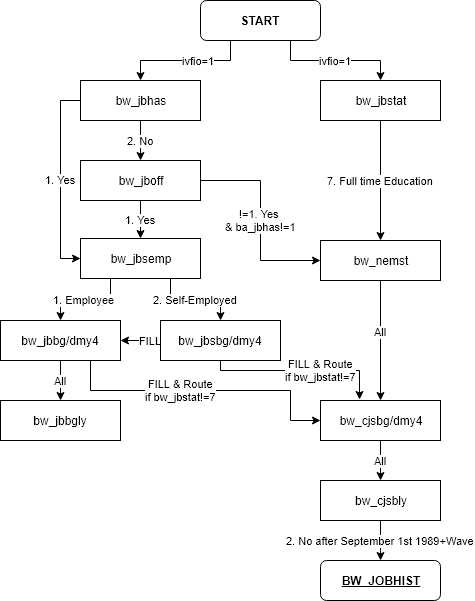 START
ivfio=1
ivfio=1
bw_jbhas
bw_jbstat
2. No
1. Yes
bw_jboff
7. Full time Education
1. Yes
!=1. Yes
& ba_jbhas!=1
bw_jbsemp
bw_nemst
1. Employee
2. Self-Employed
bw_jbbg/dmy4
FILL
bw_jbsbg/dmy4
All
All
FILL & Route
if bw_jbstat!=7
FILL & Route
if bw_jbstat!=7
bw_jbbgly
bw_cjsbg/dmy4
All
bw_cjsbly
2. No after September 1st 1989+Wave
BW_JOBHIST